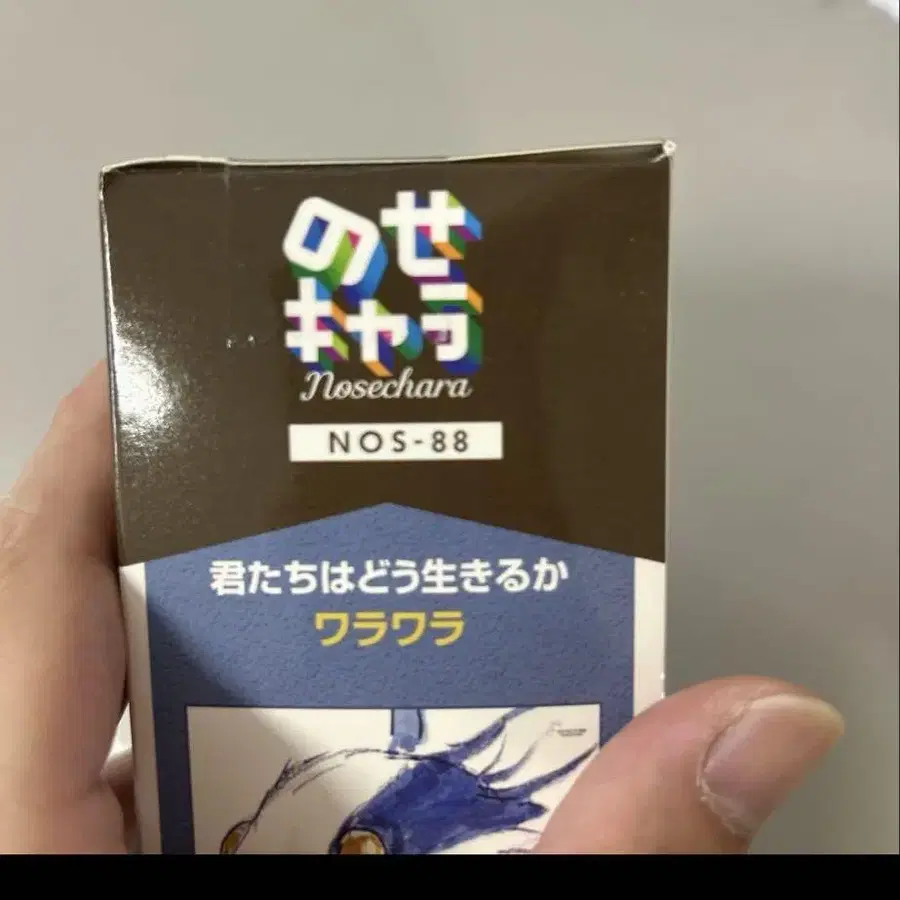 のせ
キャラ
Nosechara
NOS-88
君たちはどう生きるか
ワラワラ